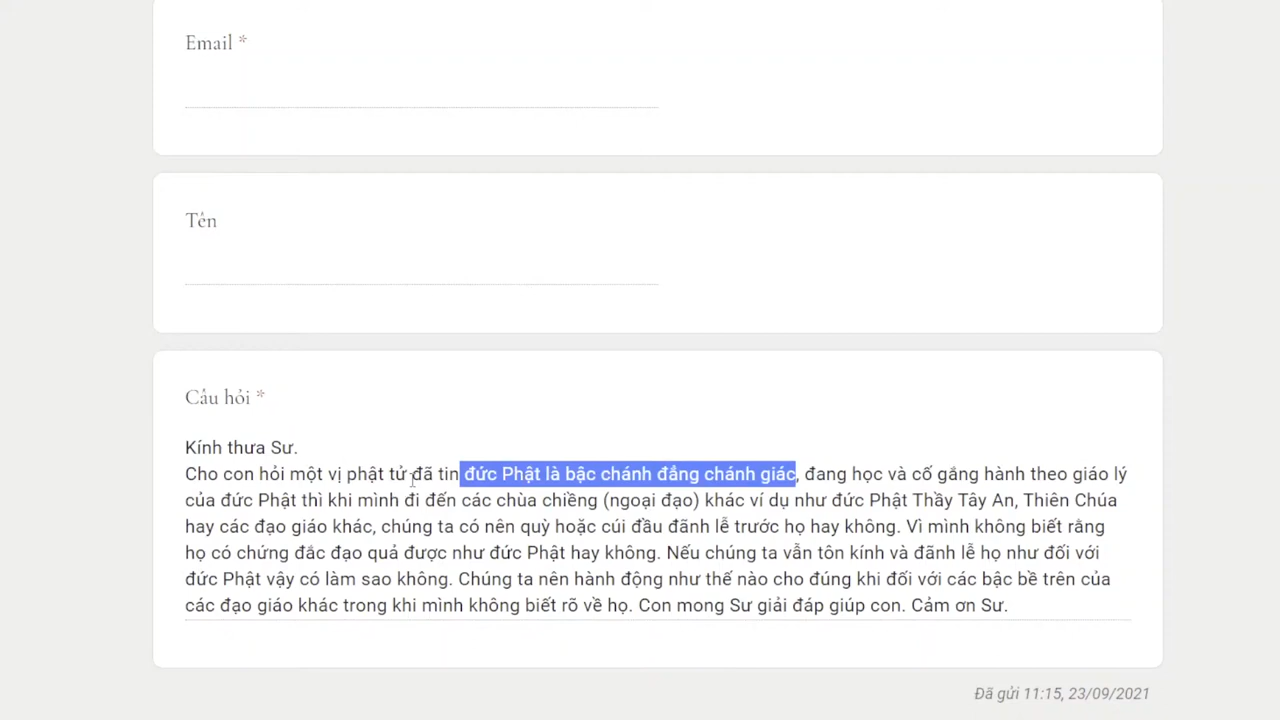 Email *
Tên
Câu hỏi *
Kính thưa Sư.
Cho con hỏi một vị phật tử đã tin đức Phật là bậc chánh đẳng chánh giác, đang học và cố gắng hành theo giáo lý
của đức Phật thì khi mình đi đến các chùa chiềng (ngoại đạo) khác ví dụ như đức Phật Thầy Tây An, Thiên Chúa
hay các đạo giáo khác, chúng ta có nên quỳ hoặc cúi đầu đãnh lễ trước họ hay không. Vì mình không biết rằng
họ có chứng đắc đạo quả được như đức Phật hay không. Nếu chúng ta vẫn tôn kính và đãnh lễ họ như đối với
đức Phật vậy có làm sao không. Chúng ta nên hành động như thế nào cho đúng khi đối với các bậc bề trên của
các đạo giáo khác trong khi mình không biết rõ về họ. Con mong Sư giải đáp giúp con. Cảm ơn Sư.
Đã gửi 11:15, 23/09/2021